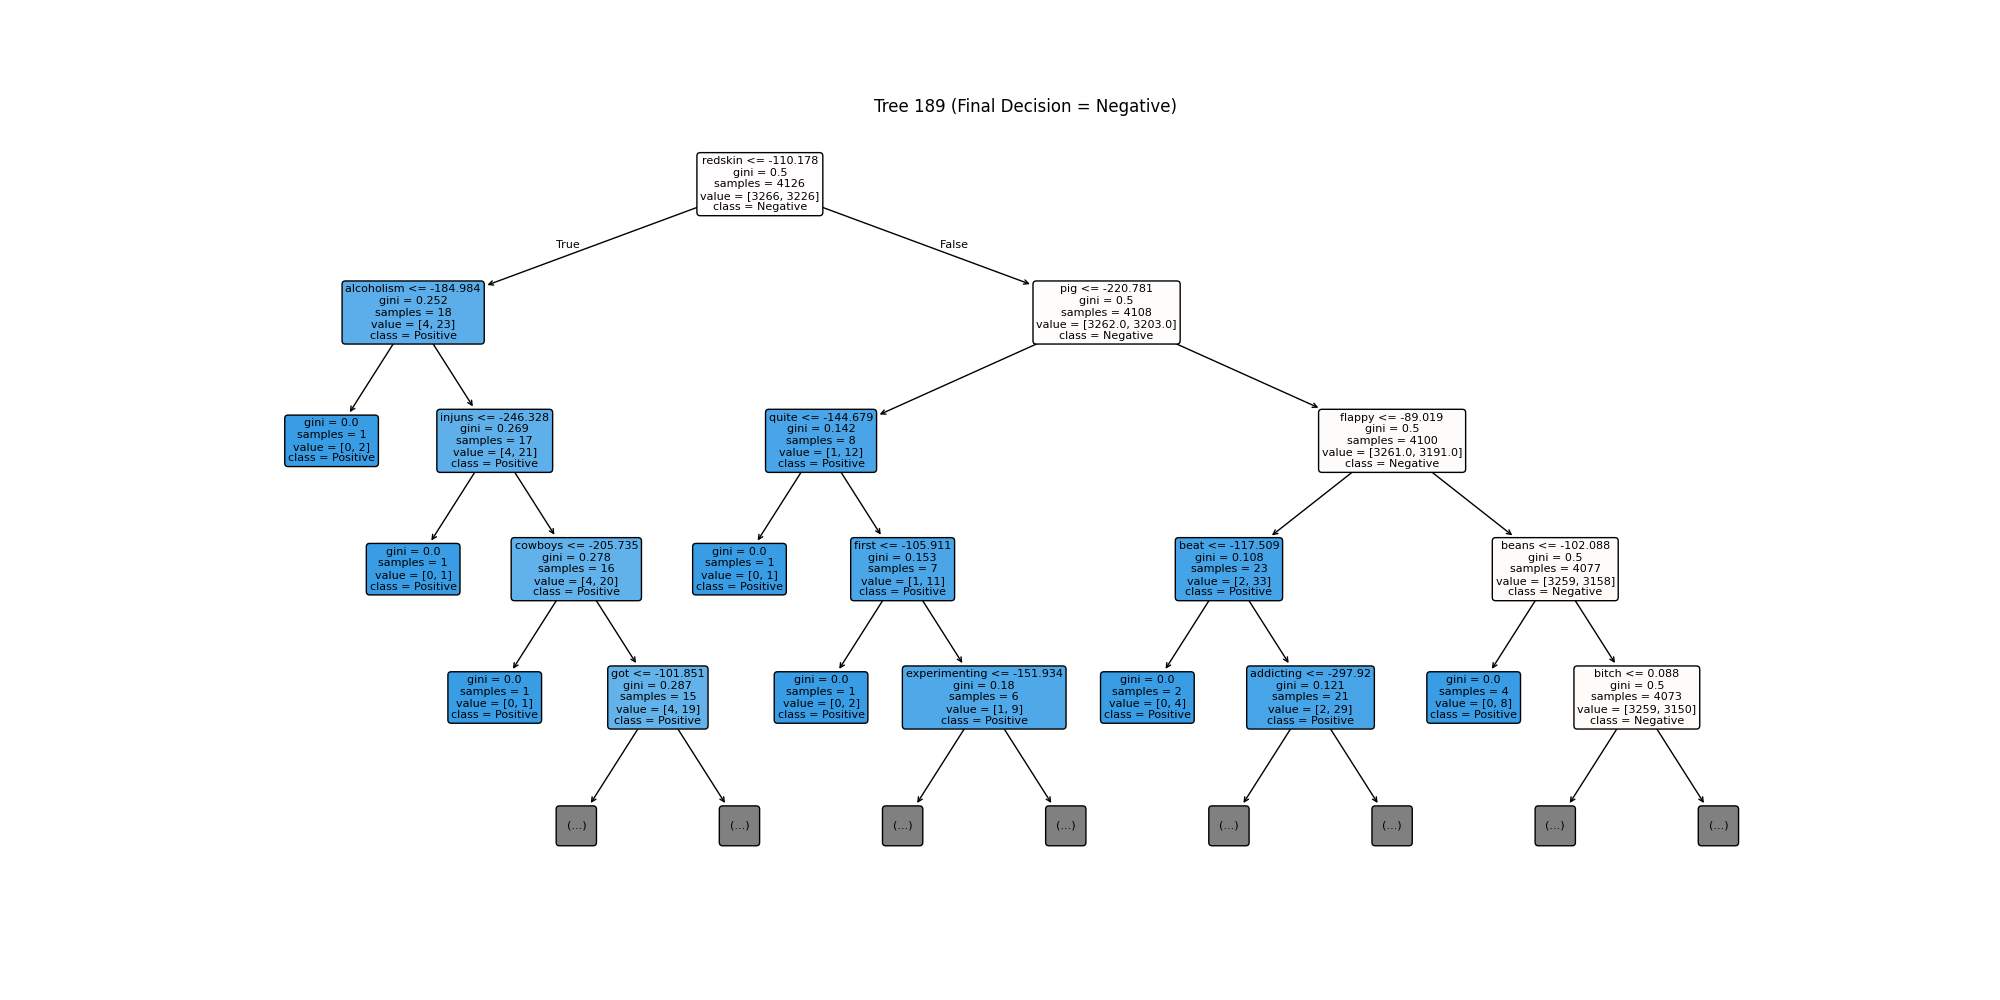 Tree 189 (Final Decision = Negative)
redskin <= -110.178
gini = 0.5
samples = 4126
value = [3266, 3226]
class = Negative
True
False
alcoholism <= -184.984
gini = 0.252
samples = 18
value = [4, 23]
class = Positive
pig <= -220.781
gini = 0.5
samples = 4108
value = [3262.0, 3203.0]
class = Negative
gini = 0.0
samples = 1
value = [0, 2]
class = Positive
injuns <= -246.328
gini = 0.269
samples = 17
value = [4, 21]
class = Positive
quite <= -144.679
gini = 0.142
samples = 8
value = [1, 12]
class = Positive
flappy <= -89.019
gini = 0.5
samples = 4100
value = [3261.0, 3191.0]
class = Negative
gini = 0.0
samples = 1
value = [0, 1]
class = Positive
cowboys <= -205.735
gini = 0.278
samples = 16
value = [4, 20]
class = Positive
gini = 0.0
samples = 1
value = [0, 1]
class = Positive
first <= -105.911
gini = 0.153
samples = 7
value = [1, 11]
class = Positive
beat <= -117.509
gini = 0.108
samples = 23
value = [2, 33]
class = Positive
beans <= -102.088
gini = 0.5
samples = 4077
value = [3259, 3158]
class = Negative
gini = 0.0
samples = 1
value = [0, 1]
class = Positive
got <= -101.851
gini = 0.287
samples = 15
value = [4, 19]
class = Positive
gini = 0.0
samples = 1
value = [0, 2]
class = Positive
experimenting <= -151.934
gini = 0.18
samples = 6
value = [1, 9]
class = Positive
gini = 0.0
samples = 2
value = [0, 4]
class = Positive
addicting <= -297.92
gini = 0.121
samples = 21
value = [2, 29]
class = Positive
gini = 0.0
samples = 4
value = [0, 8]
class = Positive
bitch <= 0.088
gini = 0.5
samples = 4073
value = [3259, 3150]
class = Negative
(...)
(...)
(...)
(...)
(...)
(...)
(...)
(...)